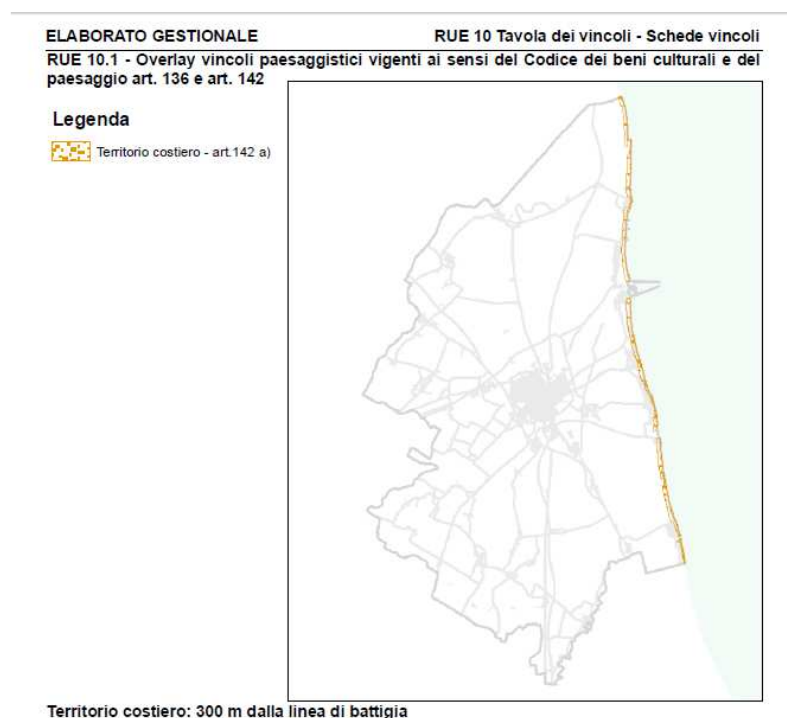 ELABORATO GESTIONALE RUE 10 Tavola dei vincoli - Schede vincoli
RUE 10.1 - Overlay vincoli paesaggistici vigenti ai sensi del Codice dei beni culturali e del
paesaggio art. 136 e art. 142
Legenda
Territorio costiero - art.142 a)
Territorio costiero: 300 m dalla linea di battigia